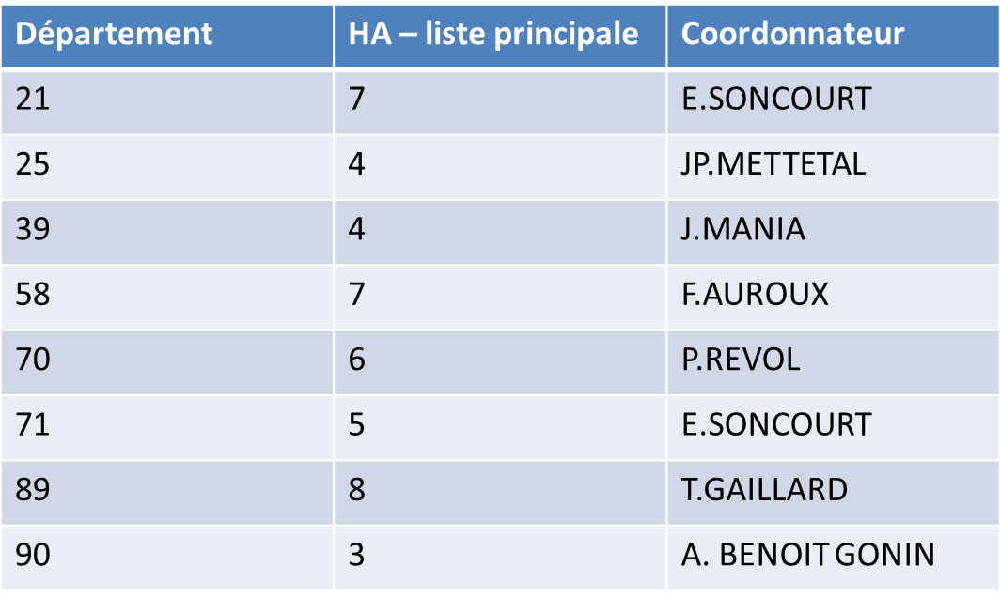 Département HA – liste principale Coordonnateur
21 7 E.SONCOURT
25 4 JP.METTETAL
39 4 J.MANIA
58 7 F.AUROUX
70 6 P.REVOL
71 5 E.SONCOURT
89 8 T.GAILLARD
90 3 A. BENOIT GONIN